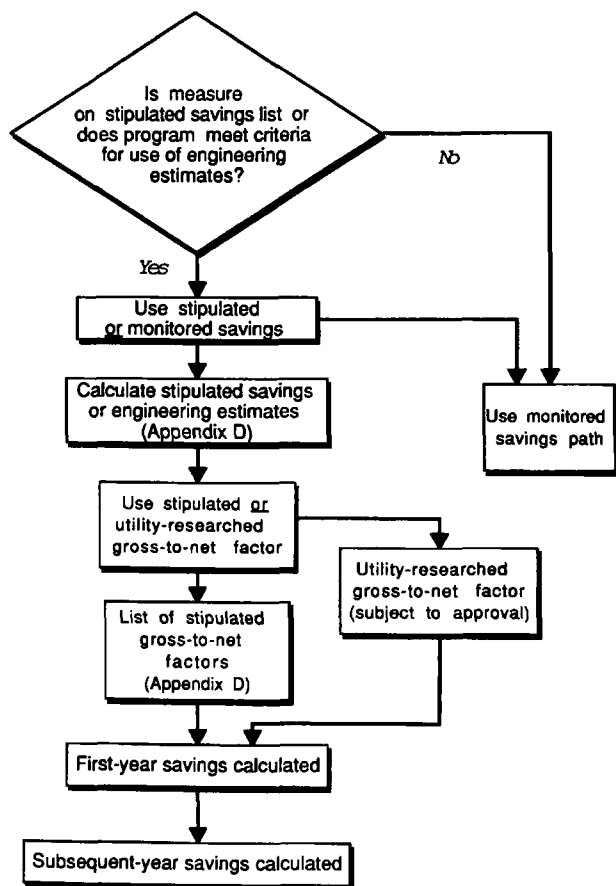 Is measure
on stipulated savings list or
does program meet criteria
for use of engineering
estimates?
No
Yes
Use stipulated
or monitored savings
Calculate stipulated savings
or engineering estimates
(Appendix D)
Use monitored
savings path
Use stipulated or
utility-researched
gross-to-net factor
Utility-researched
gross-to-net factor
(subject to approval)
List of stipulated
gross-to-net
factors
(Appendix D)
First-year savings calculated
Subsequent-year savings calculated